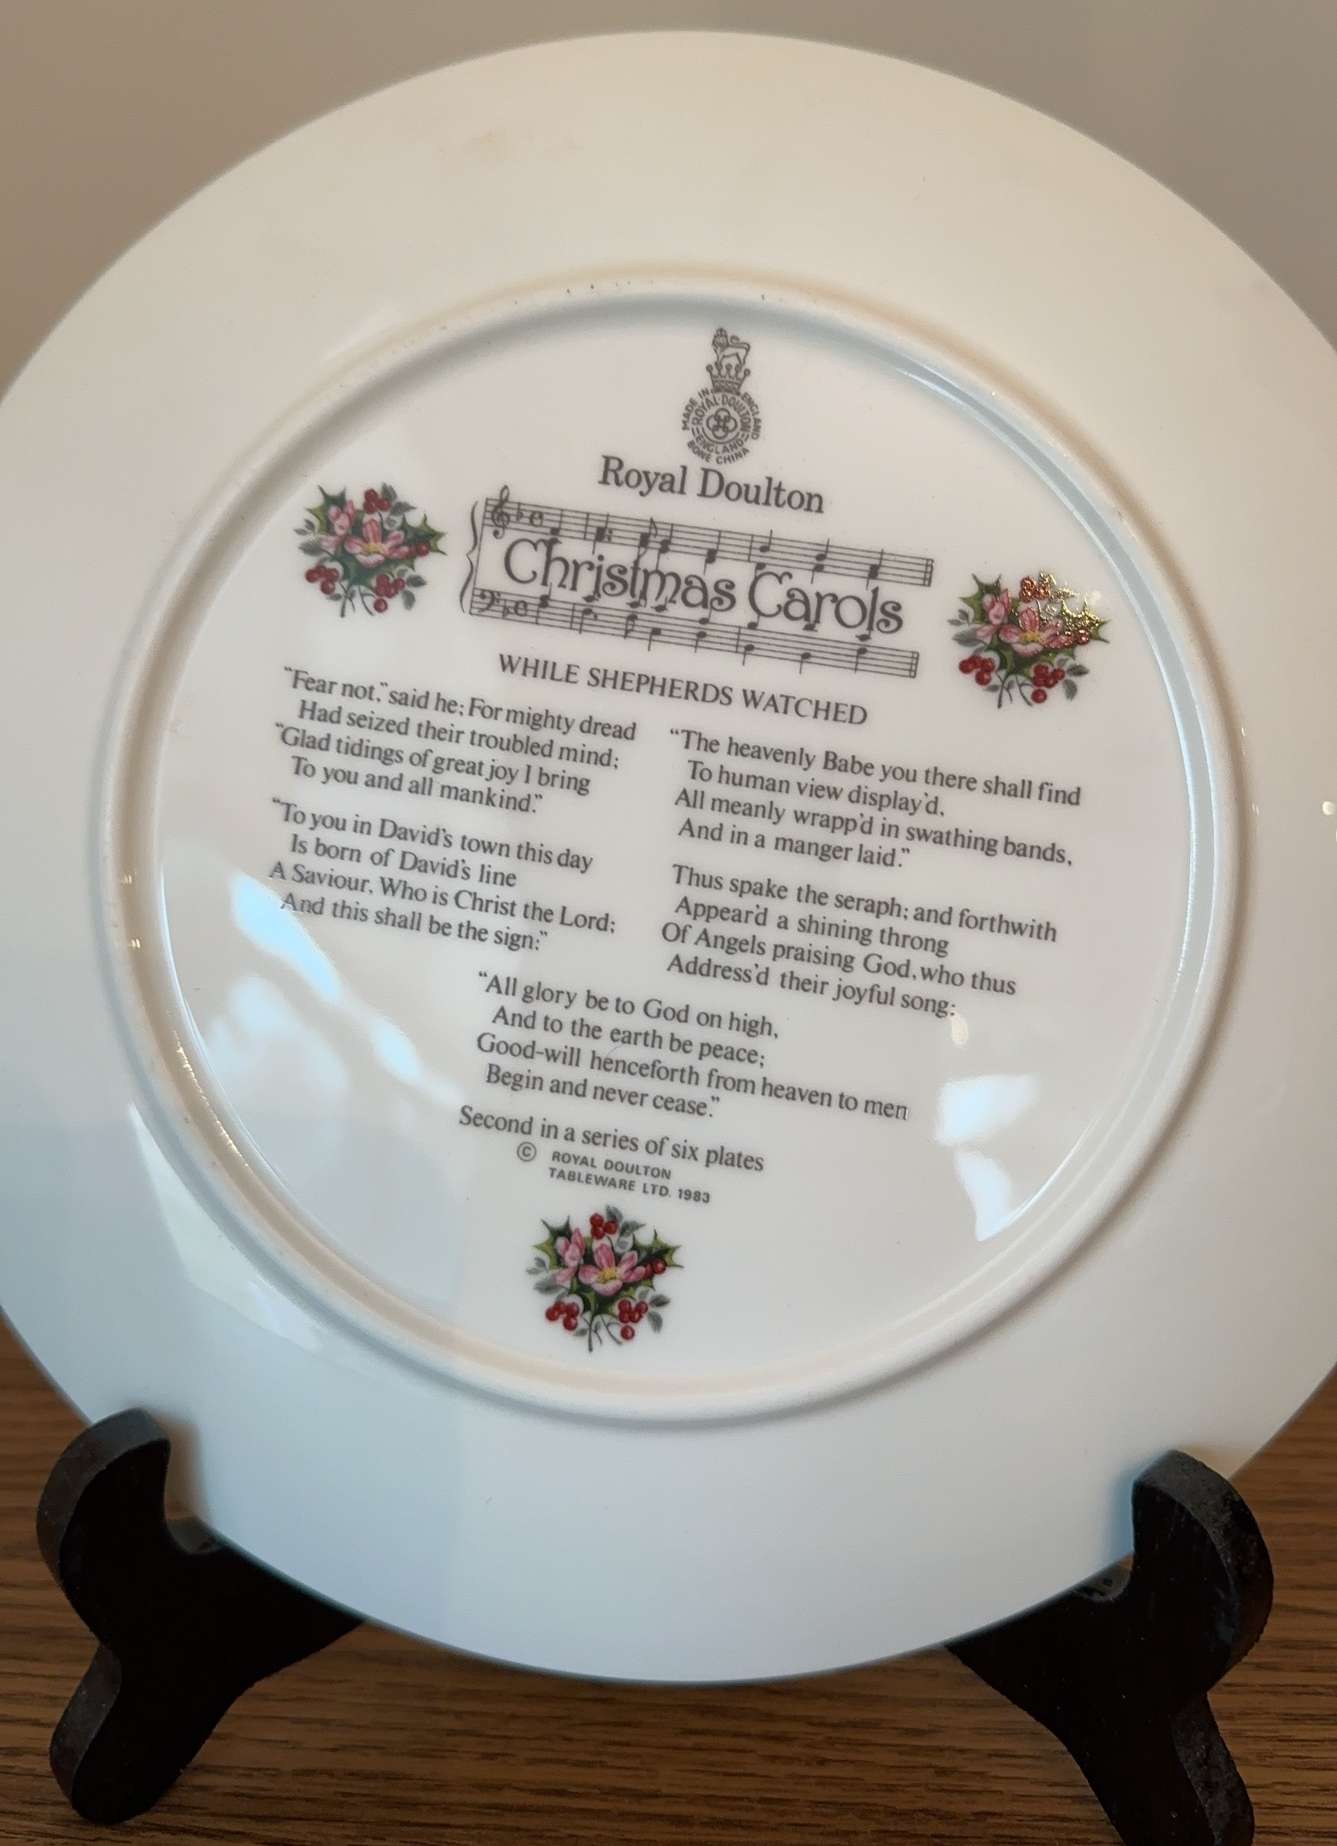 MADE IN ENGLAND
ROYAL DOULTON
ENGLAND
BONE CHINA
Royal Doulton
Christmas Carols
WHILE SHEPHERDS WATCHED
“Fear not,” said he; For mighty dread
Had seized their troubled mind;
“Glad tidings of great joy I bring
To you and all mankind.”
“To you in David's town this day
Is born of David's line
A Saviour, Who is Christ the Lord;
And this shall be the sign:”
“The heavenly Babe you there shall find
To human view display'd,
All meanly wrapp'd in swathing bands,
And in a manger laid.”
Thus spake the seraph; and forthwith
Appear'd a shining throng
Of Angels praising God, who thus
Address'd their joyful song:
“All glory be to God on high,
And to the earth be peace;
Good-will henceforth from heaven to men
Begin and never cease.”
Second in a series of six plates
© ROYAL DOULTON
TABLEWARE LTD. 1983